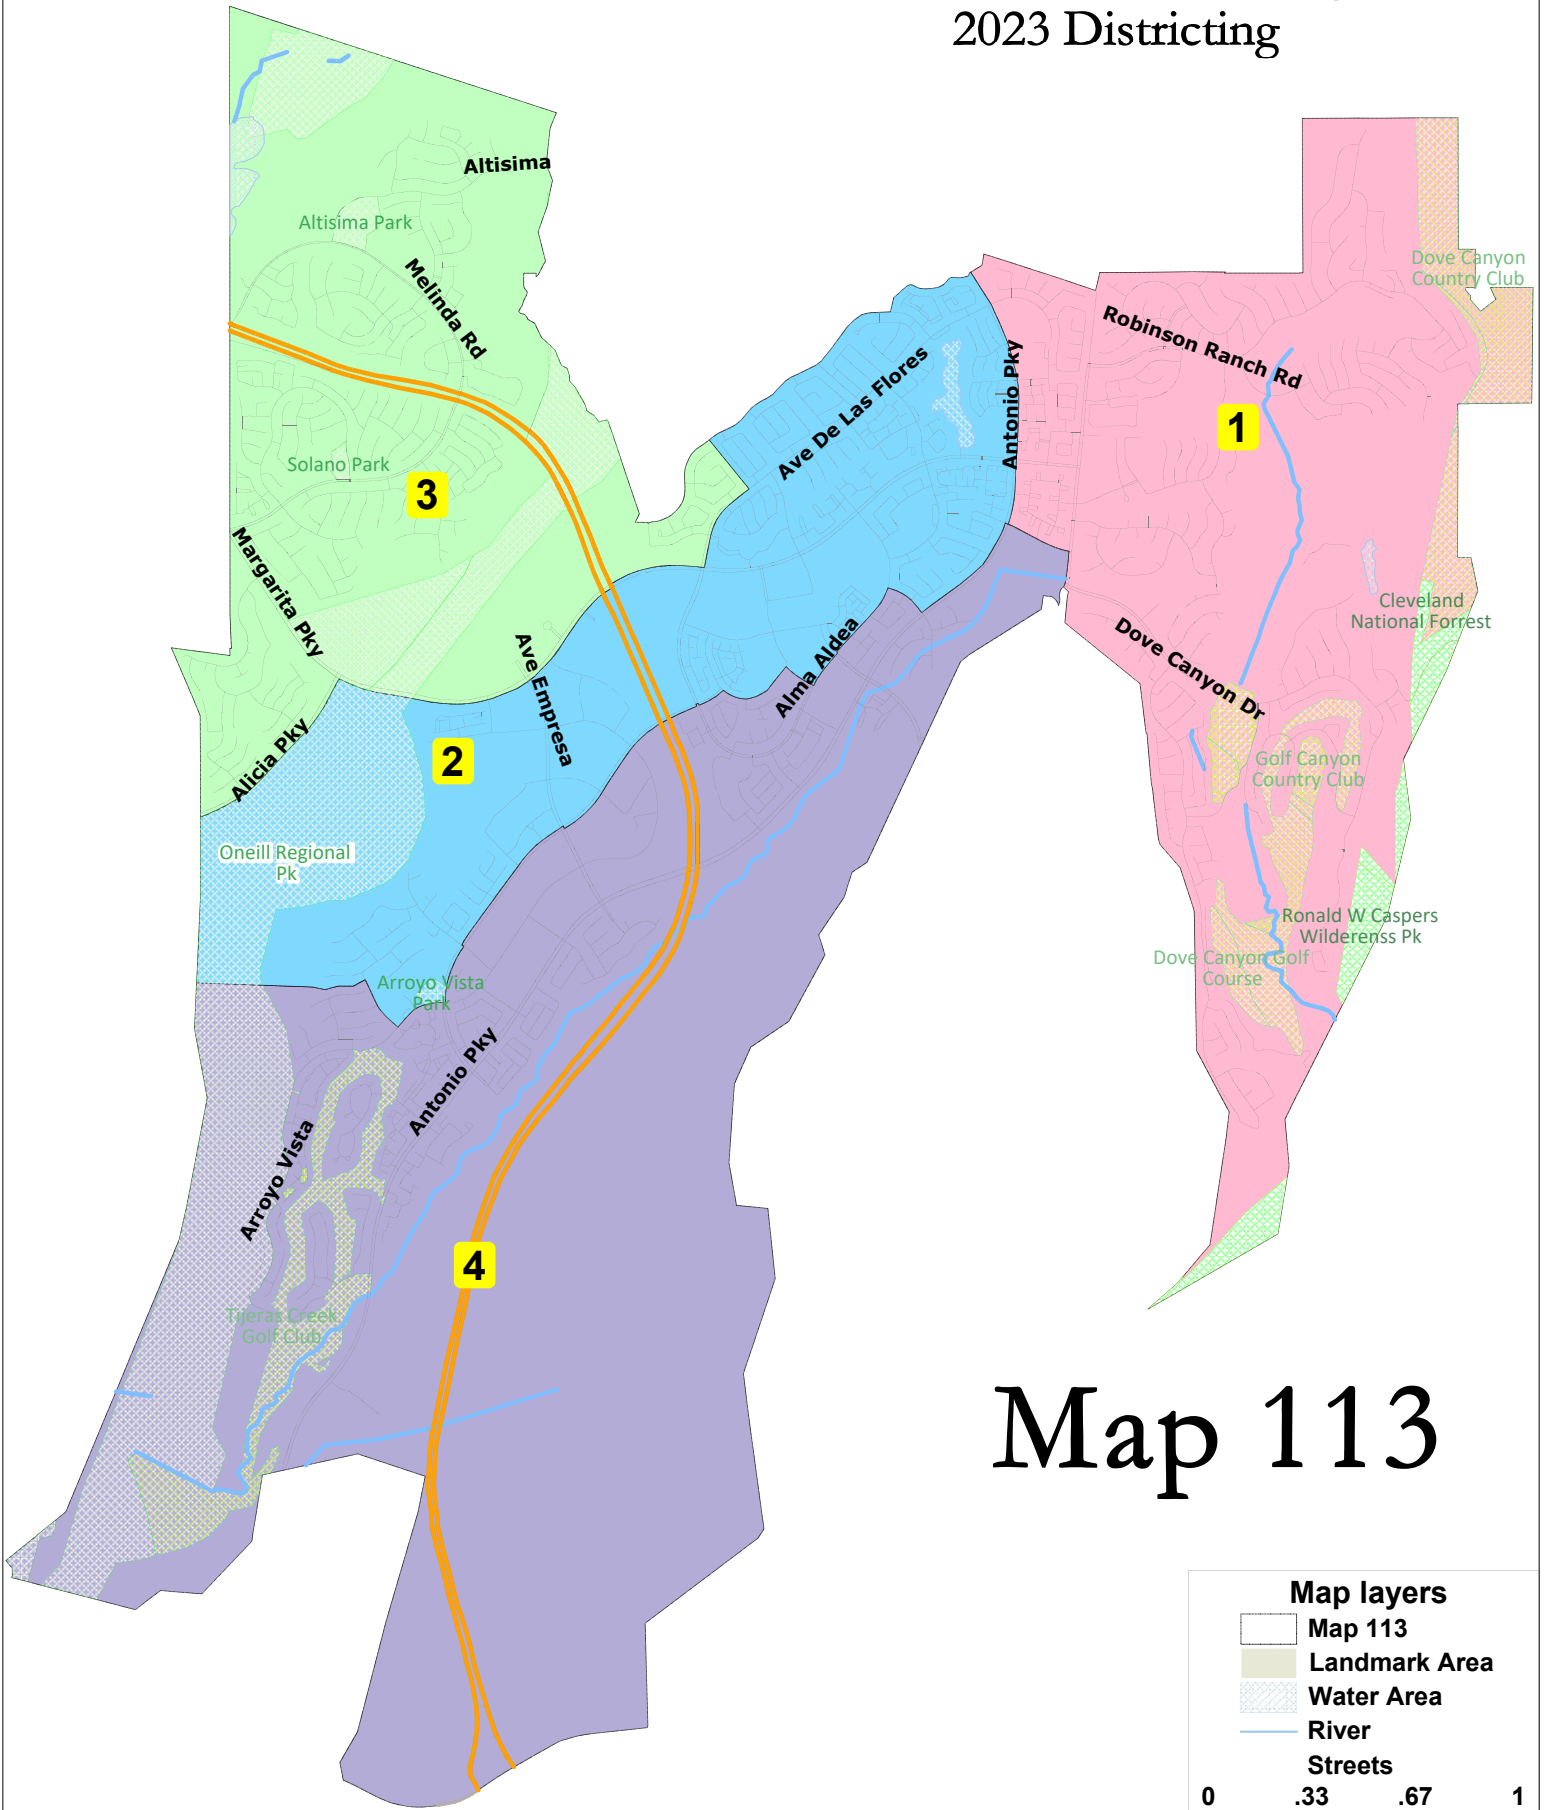 2023 Districting
Altisima
Altisima Park
Melinda Rd
Dove Canyon
Country Club
Robinson Ranch Rd
Ave De Las Flores
Antonio Pky
1
Solano Park
3
Margarita Pky
Cleveland
National Forrest
Ave Empresa
Alma Aldea
Dove Canyon Dr
Alicia Pky
2
Golf Canyon
Country Club
Oneill Regional
Pk
Ronald W Caspers
Wilderenss Pk
Dove Canyon Golf
Course
Arroyo Vista
Park
Antonio Pky
Arroyo Vista
4
Tijeras Creek
Golf Club
Map 113
Map layers
Map 113
Landmark Area
Water Area
River
Streets
0 .33 .67 1